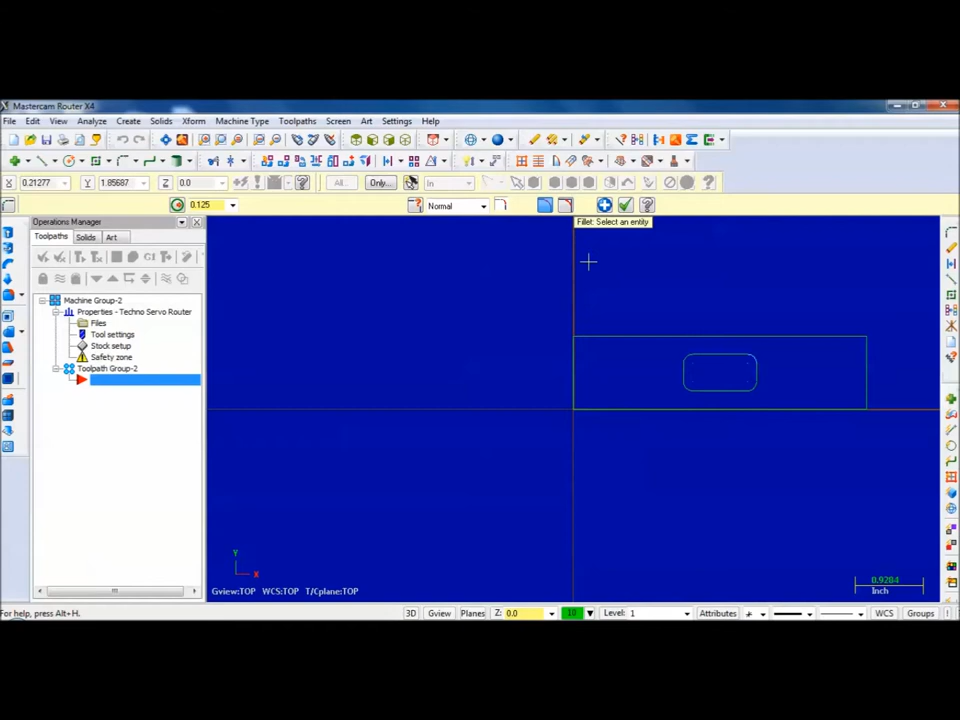 Mastercam Router X4
File Edit View Analyze Create Solids Xform Machine Type Toolpaths Screen Art Settings Help
X 0.21277 Y 1.85687 Z 0.0 All... Only... In
0.125 Normal
Operations Manager
Fillet: Select an entity
Toolpaths Solids Art
G1
Machine Group-2
Properties - Techno Servo Router
Files
Tool settings
Stock setup
Safety zone
Toolpath Group-2
Y
X
0.9284
Inch
Gview:TOP WCS:TOP T/Cplane:TOP
For help, press Alt+H. 3D Gview Planes Z: 0.0 10 Level: 1 Attributes WCS Groups